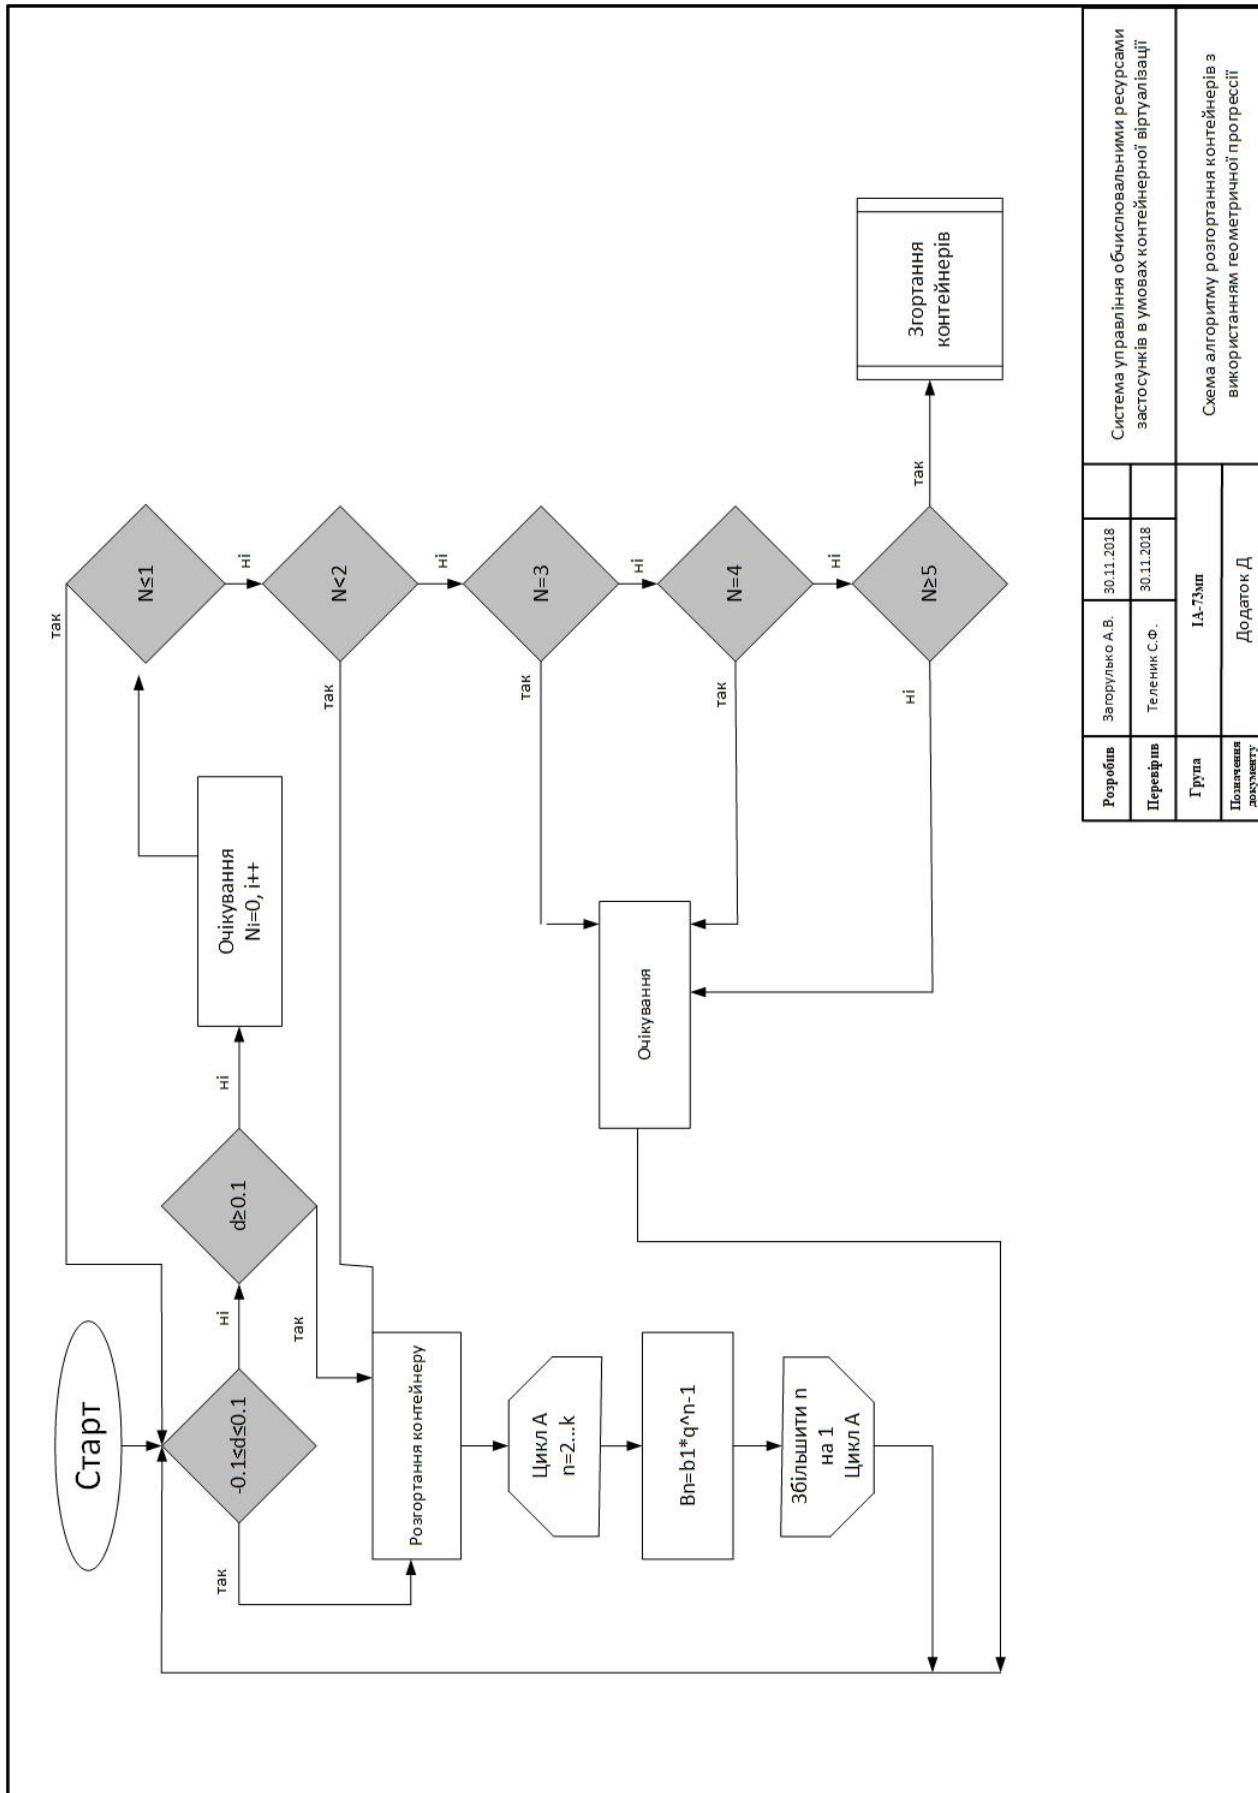 Старт
-0.1≤d≤0.1
так
ні
d≥0.1
так
ні
Очікування
Ni=0, i++
N≤1
так
ні
N<2
так
ні
N=3
так
ні
N=4
так
ні
N≥5
так
ні
Згортання
контейнерів
Очікування
Розгортання контейнеру
Цикл А
n=2...k
Bn=b1*q^n-1
Збільшити n
на 1
Цикл А
Розробив
Загорулько А.В.
30.11.2018
Система управління обчислювальними ресурсами
застосунків в умовах контейнерної віртуалізації
Перевірив
Теленик С.Ф.
30.11.2018
Група
ІА-73мп
Схема алгоритму розгортання контейнерів з
використанням геометричної прогрессії
Позначення
документу
Додаток Д